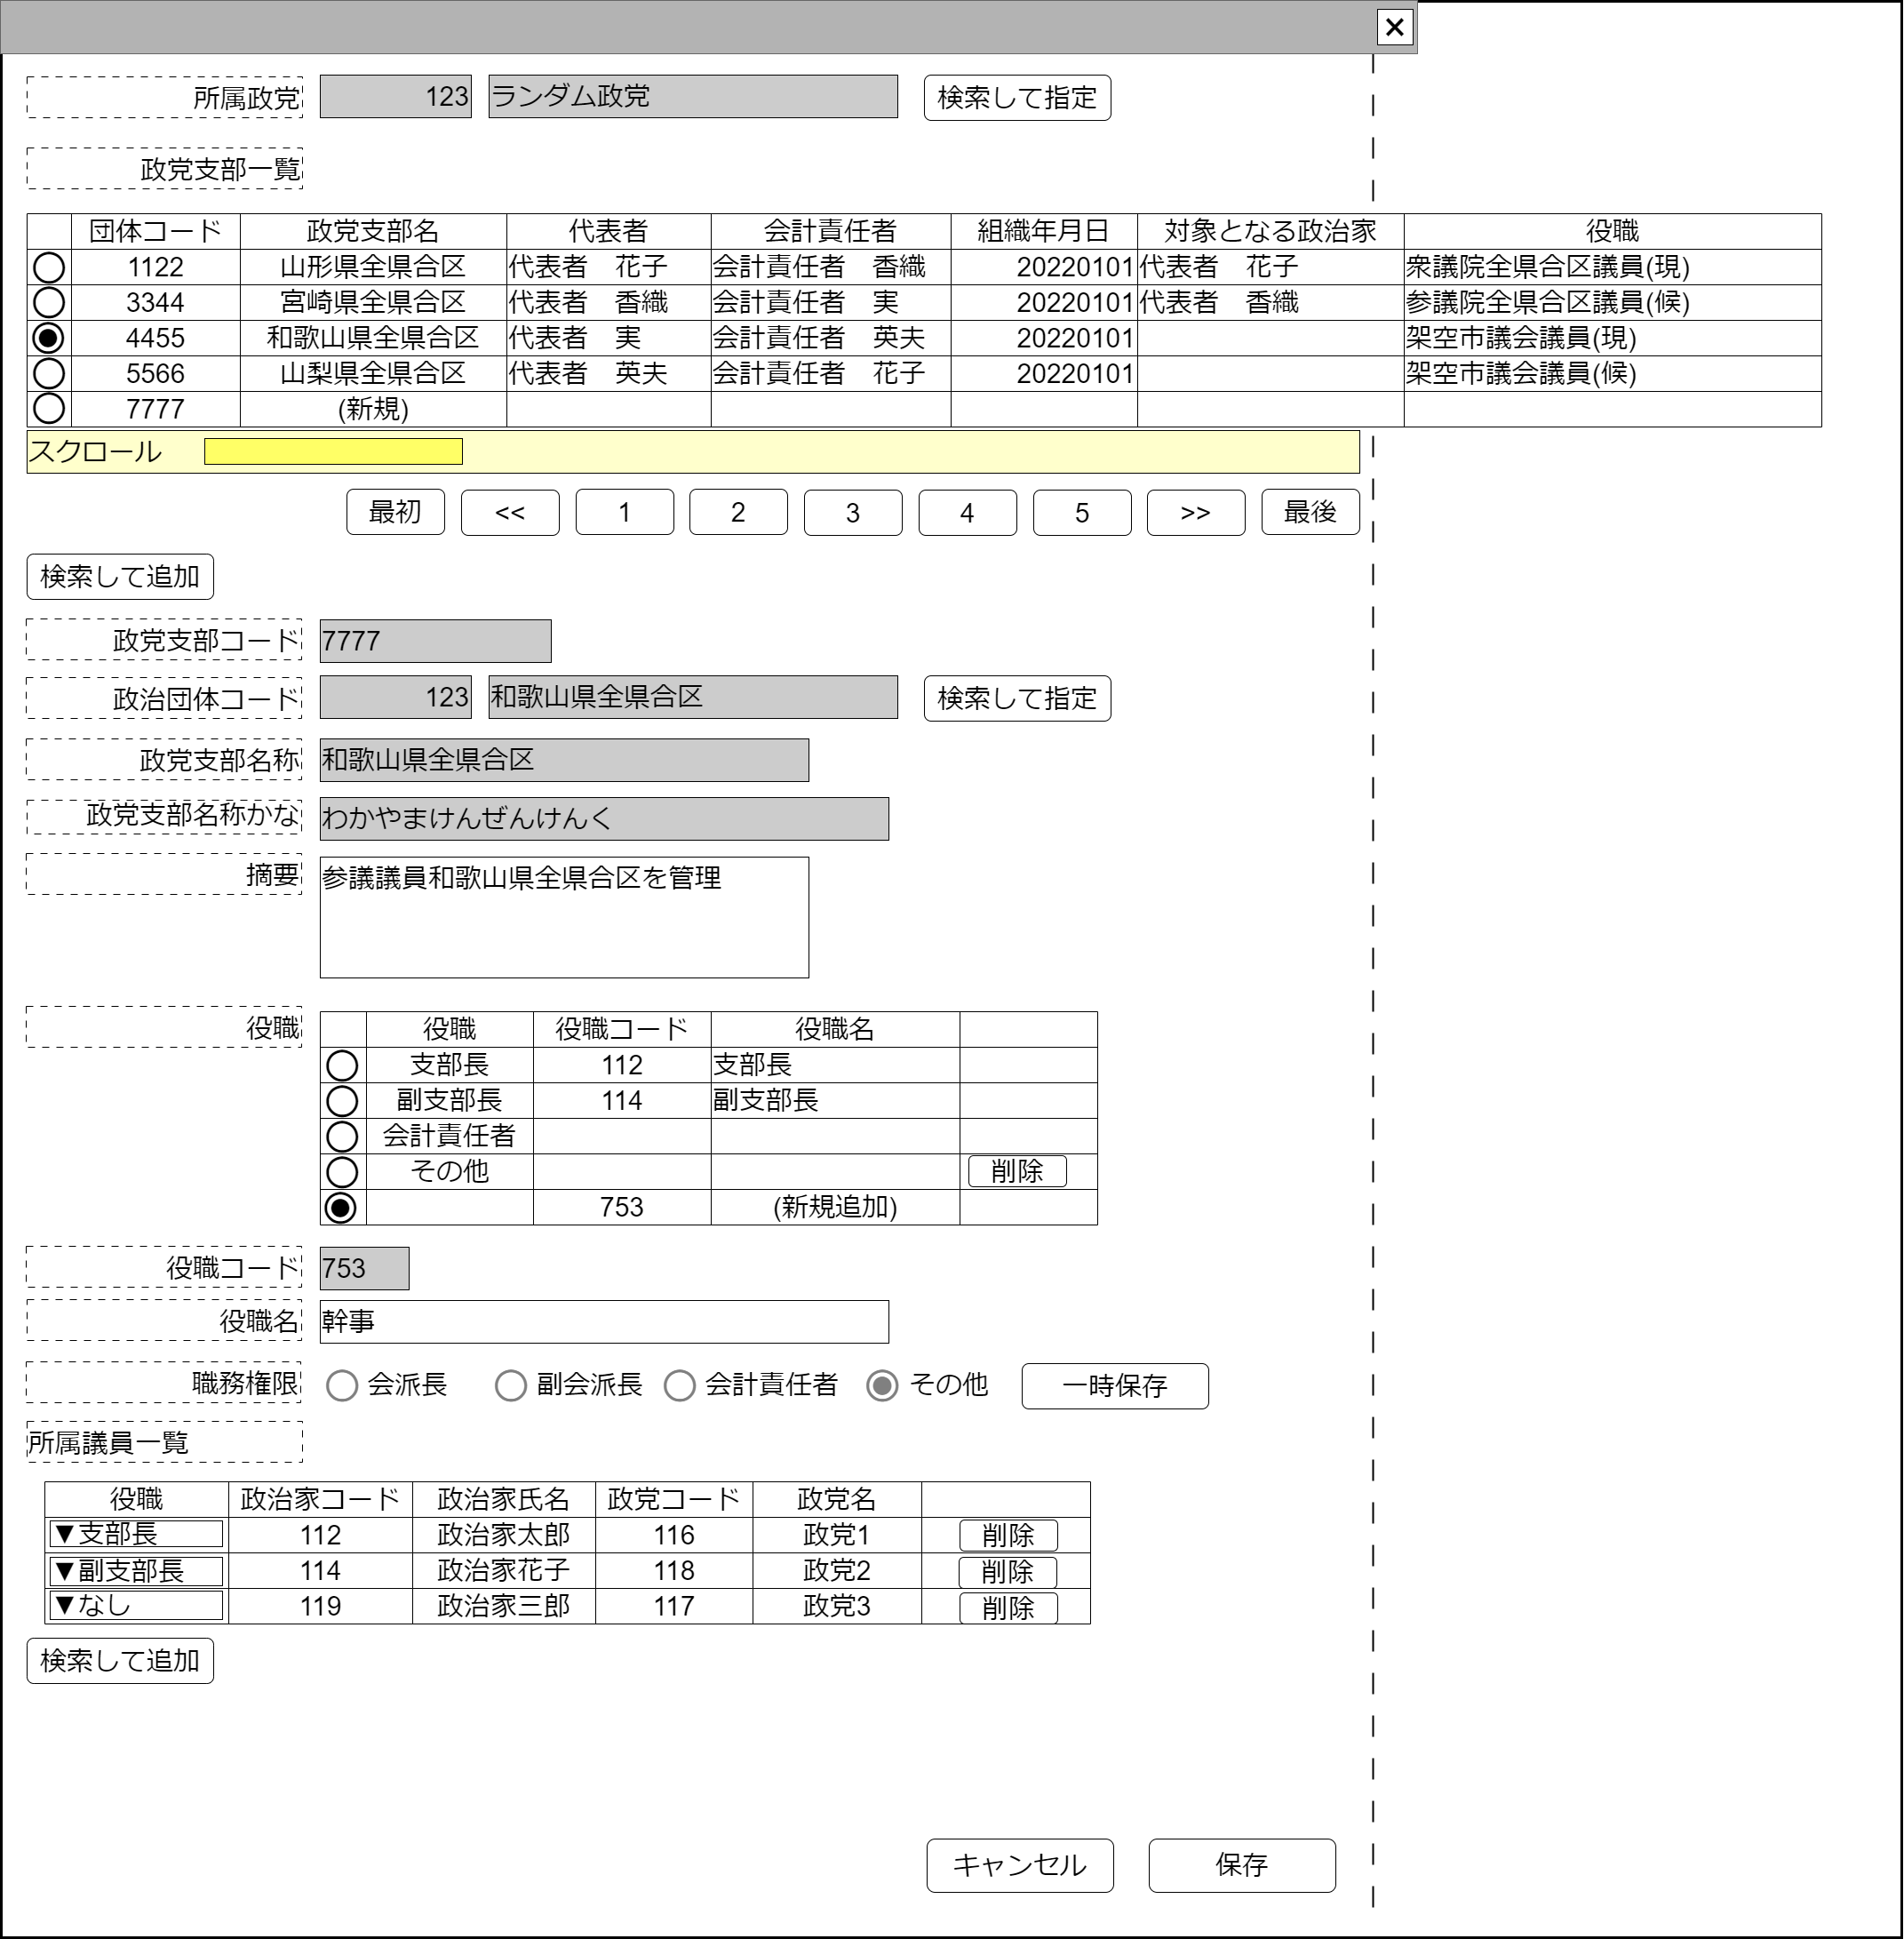 ×
所属政党 123 ランダム政党 検索して指定
政党支部一覧
団体コード 政党支部名 代表者 会計責任者 組織年月日 対象となる政治家 役職
1122 山形県全県合区 代表者　花子 会計責任者　香織 20220101 代表者　花子 衆議院全県合区議員(現)
3344 宮崎県全県合区 代表者　香織 会計責任者　実 20220101 代表者　香織 参議院全県合区議員(候)
4455 和歌山県全県合区 代表者　実 会計責任者　英夫 20220101 架空市議会議員(現)
5566 山梨県全県合区 代表者　英夫 会計責任者　花子 20220101 架空市議会議員(候)
7777 (新規)
スクロール
最初 << 1 2 3 4 5 >> 最後
検索して追加
政党支部コード 7777
政治団体コード 123 和歌山県全県合区 検索して指定
政党支部名称 和歌山県全県合区
政党支部名称かな わかやまけんぜんけんく
摘要 参議議員和歌山県全県合区を管理
役職 役職 役職コード 役職名
支部長 112 支部長
副支部長 114 副支部長
会計責任者
その他 削除
753 (新規追加)
役職コード 753
役職名 幹事
職務権限 会派長 副会派長 会計責任者 その他 一時保存
所属議員一覧
役職 政治家コード 政治家氏名 政党コード 政党名
▼支部長 112 政治家太郎 116 政党1 削除
▼副支部長 114 政治家花子 118 政党2 削除
▼なし 119 政治家三郎 117 政党3 削除
検索して追加
キャンセル 保存